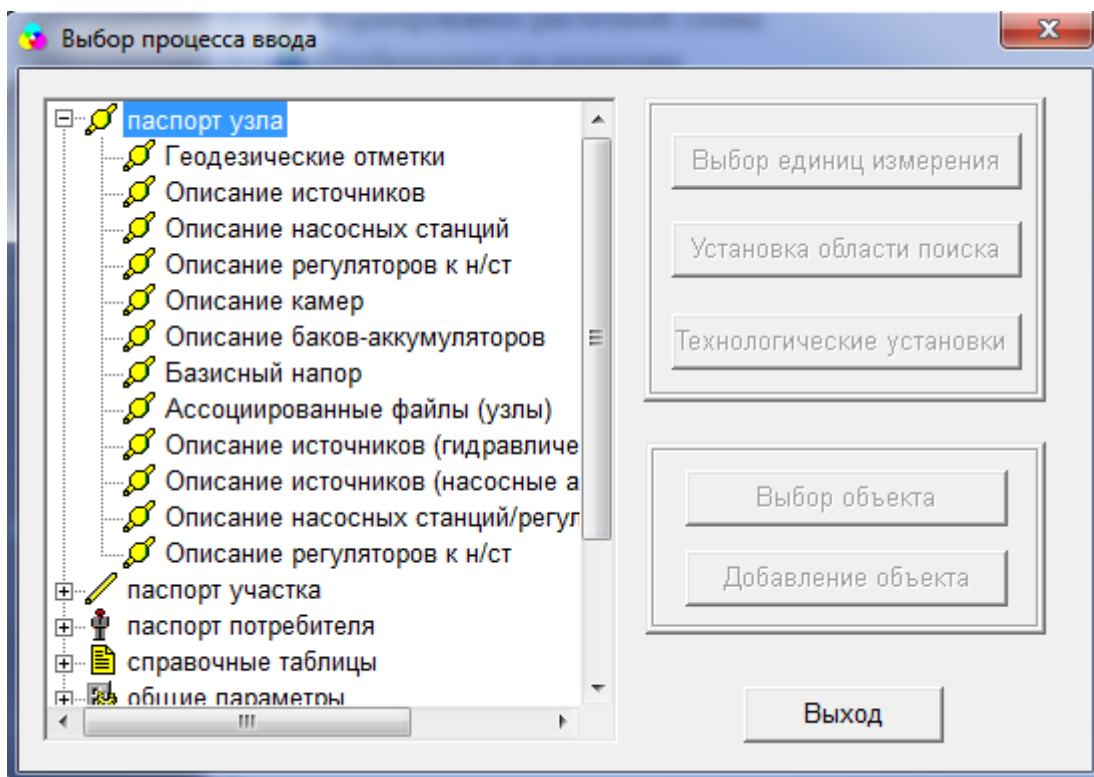 Выбор процесса ввода
паспорт узла
Геодезические отметки
Описание источников
Описание насосных станций
Описание регуляторов к н/ст
Описание камер
Описание баков-аккумуляторов
Базисный напор
Ассоциированные файлы (узлы)
Описание источников (гидравличе
Описание источников (насосные а
Описание насосных станций/регул
Описание регуляторов к н/ст
паспорт участка
паспорт потребителя
справочные таблицы
общие параметры
Выбор единиц измерения
Установка области поиска
Технологические установки
Выбор объекта
Добавление объекта
Выход